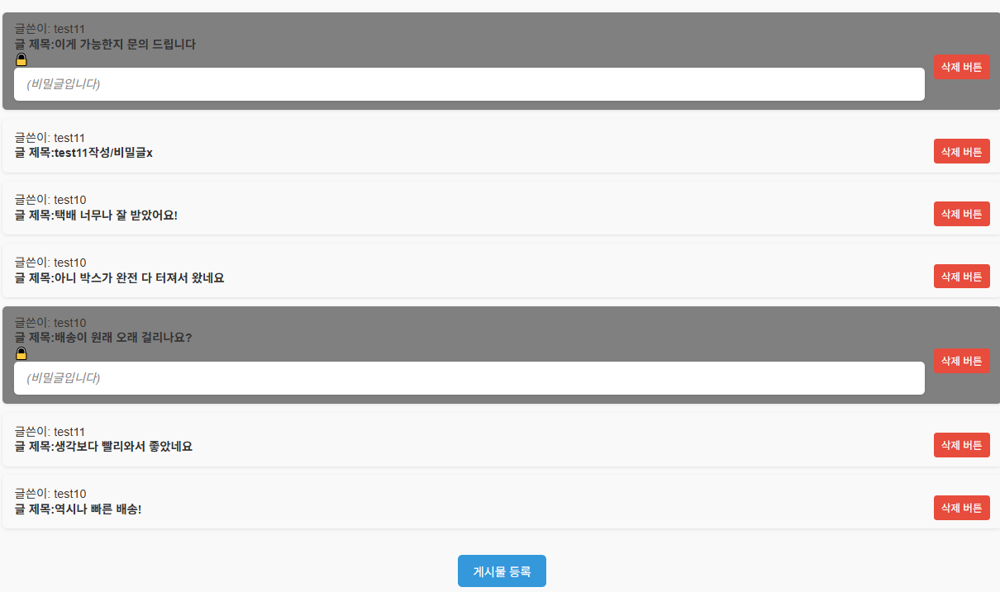 글쓴이: test11
글 제목:이게 가능한지 문의 드립니다
(비밀글입니다)
삭제 버튼
글쓴이: test11
글 제목:test11작성/비밀글x
삭제 버튼
글쓴이: test10
글 제목:택배 너무나 잘 받았어요!
삭제 버튼
글쓴이: test10
글 제목:아니 박스가 완전 다 터져서 왔네요
삭제 버튼
글쓴이: test10
글 제목:배송이 원래 오래 걸리나요?
(비밀글입니다)
삭제 버튼
글쓴이: test11
글 제목:생각보다 빨리와서 좋았네요
삭제 버튼
글쓴이: test10
글 제목:역시나 빠른 배송!
삭제 버튼
게시물 등록